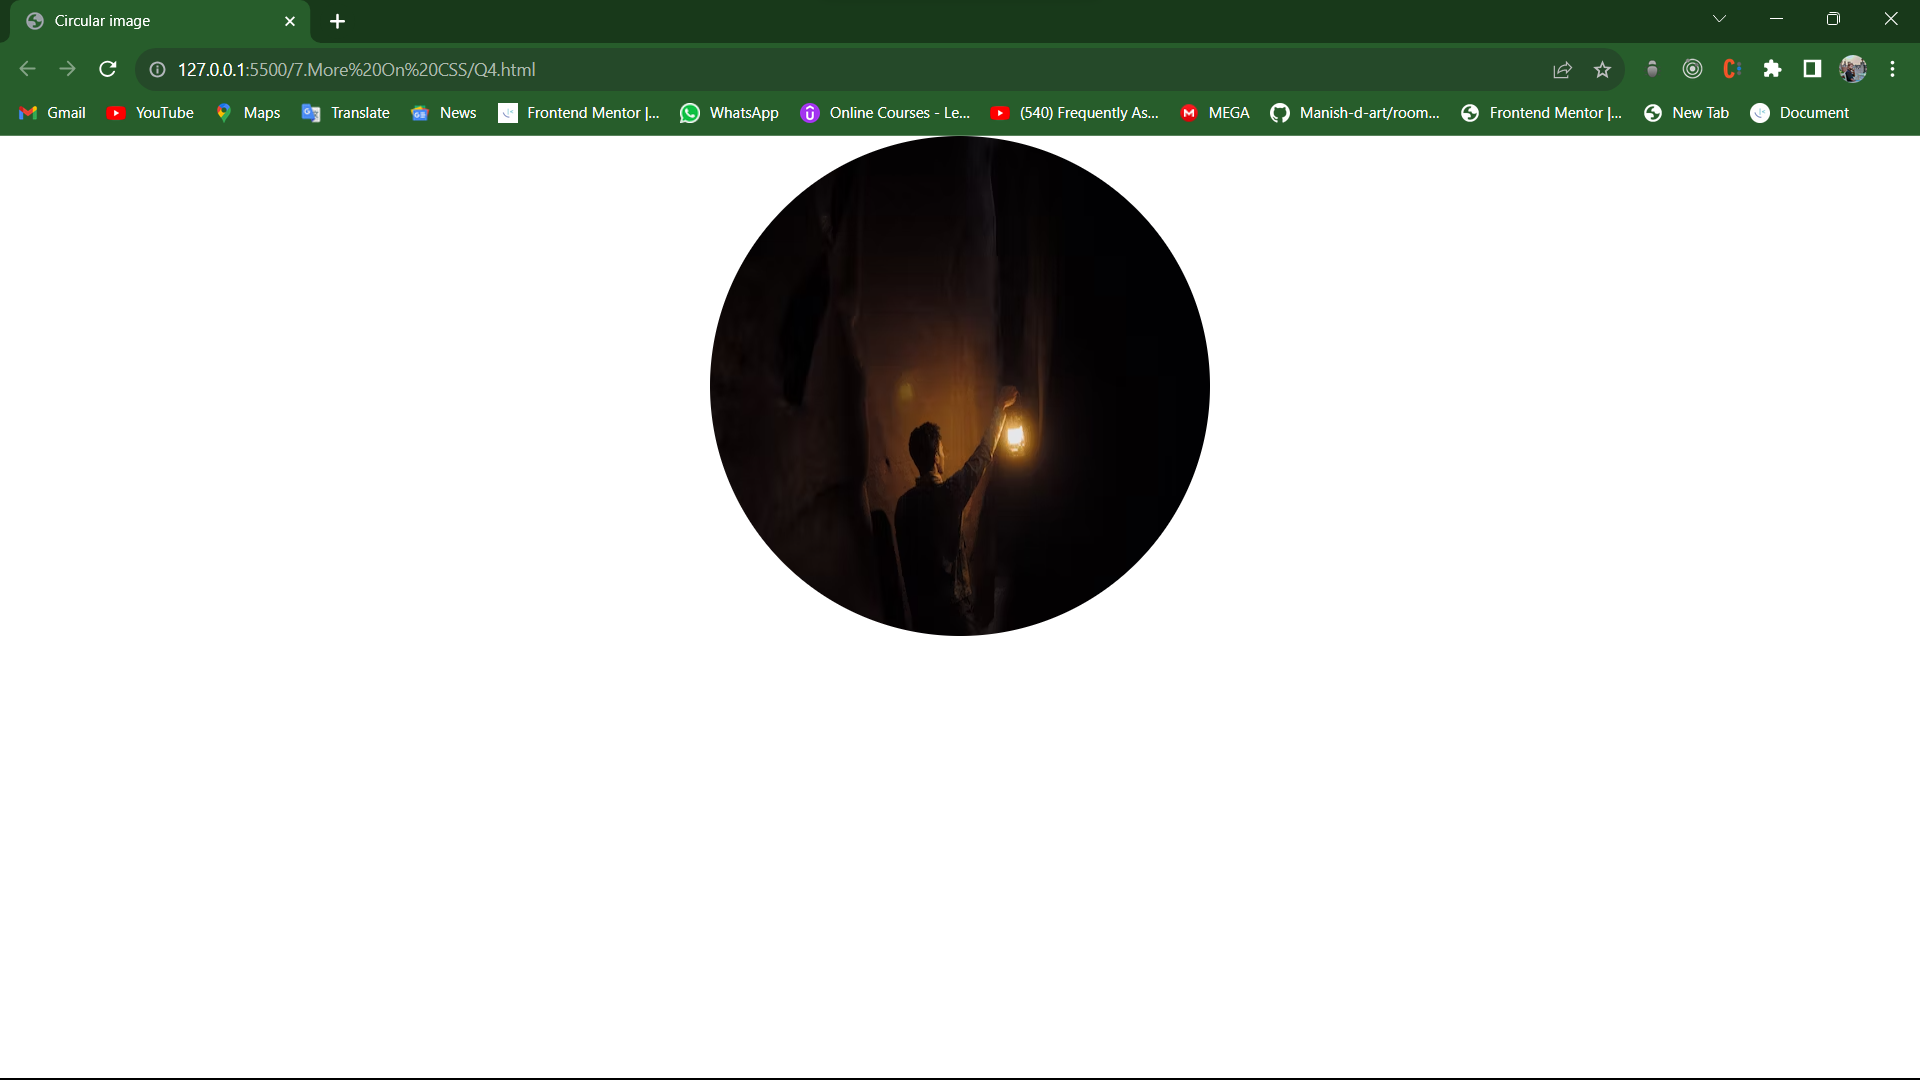 Circular image
127.0.0.1:5500/7.More%20On%20CSS/Q4.html
Gmail YouTube Maps Translate News Frontend Mentor |... WhatsApp Online Courses - Le... (540) Frequently As... MEGA Manish-d-art/room... Frontend Mentor |... New Tab Document